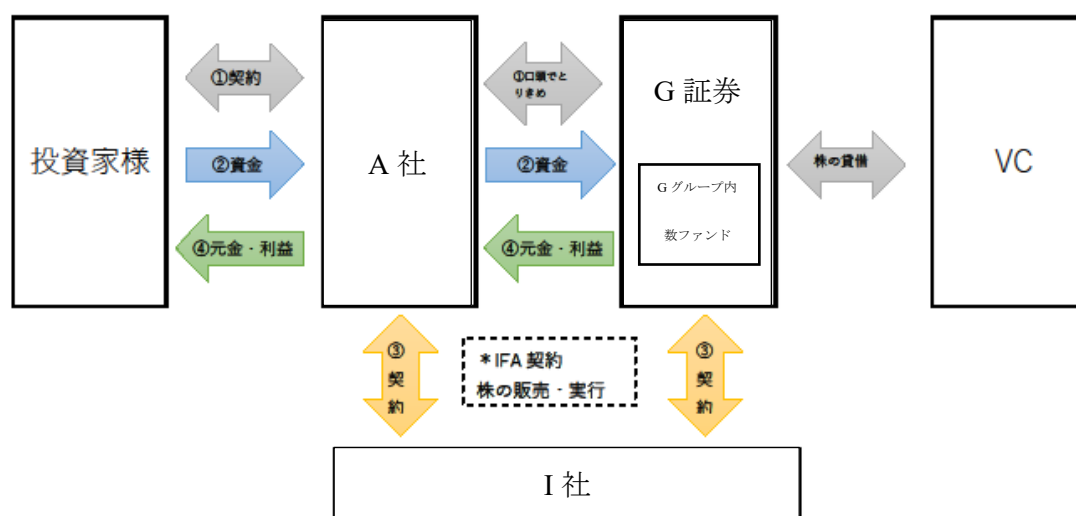 投資家様
①契約
②資金
④元金・利益
A 社
①口頭でと
りきめ
②資金
④元金・利益
G 証券
G グループ内
数ファンド
株の貸借
VC
③
契
約
＊IFA 契約
株の販売・実行
③
契
約
I 社